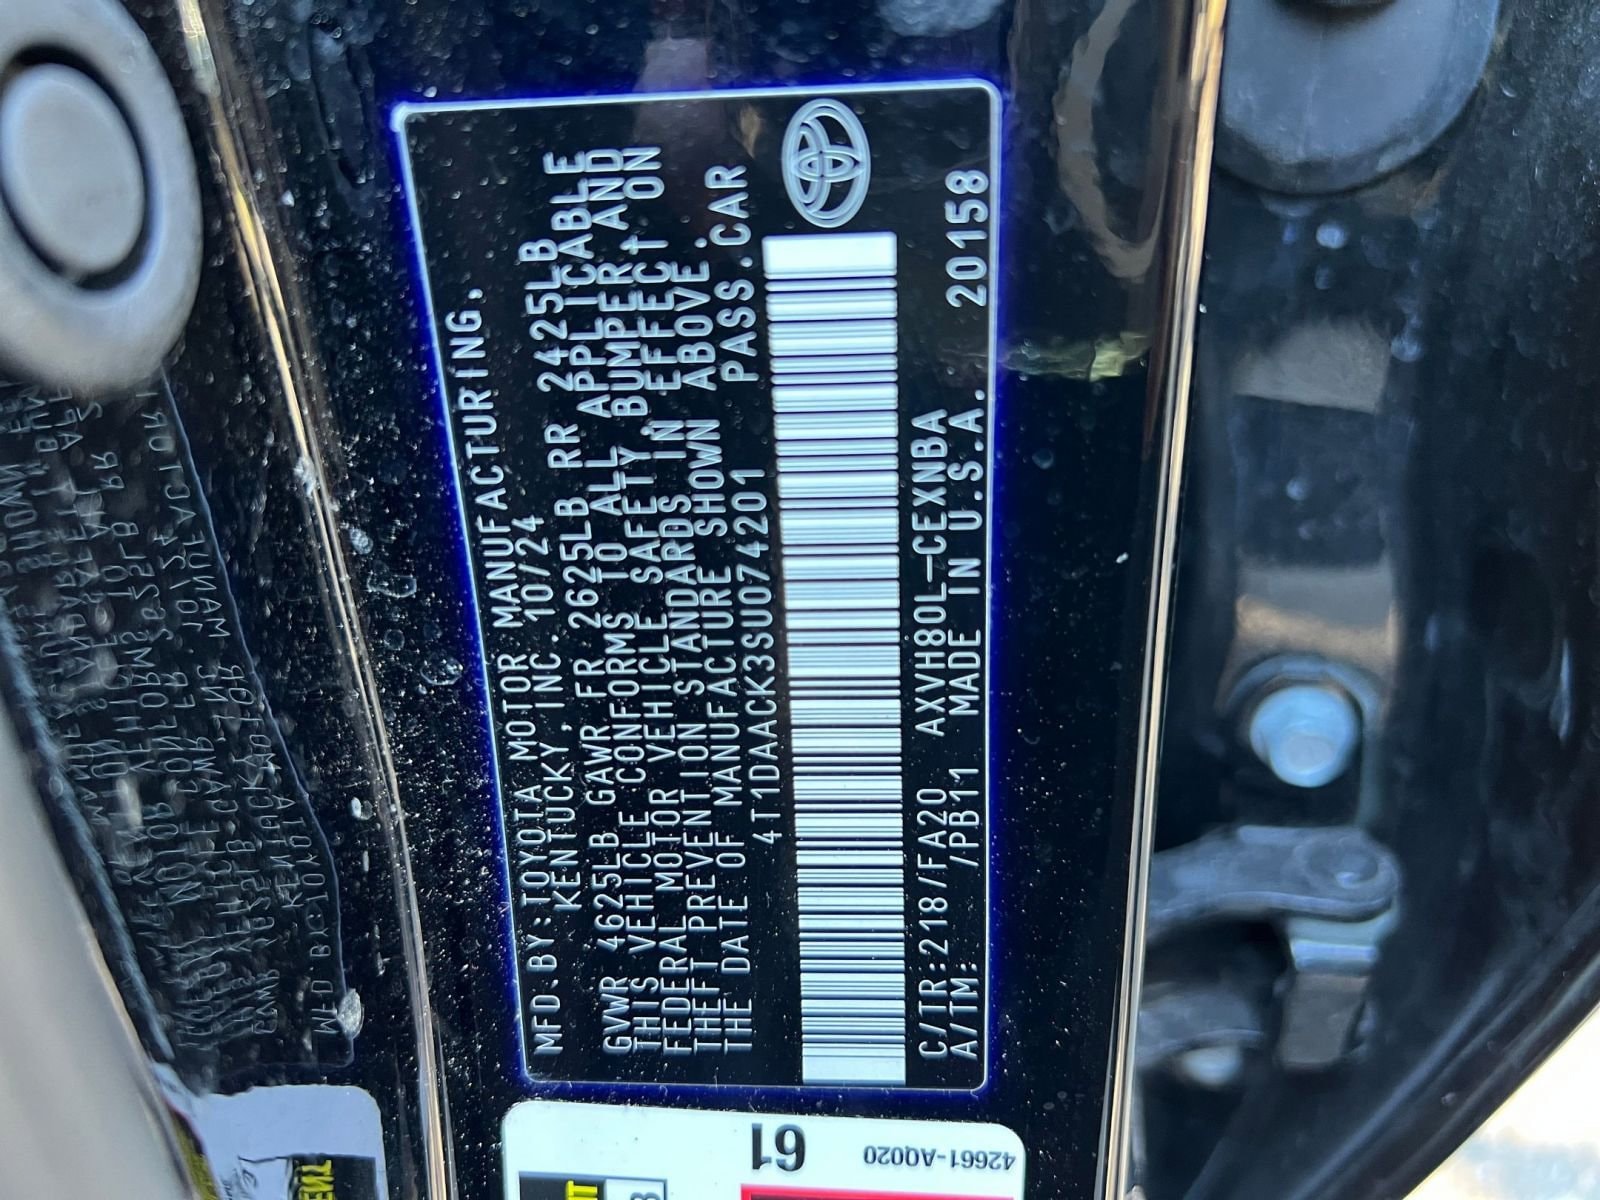 MFD.BY:TOYOTA MOTOR MANUFACTURING,
KENTUCKY,INC.10/24
GVWR 4625LB GAWR FR 2625LB RR 2425LB
THIS VEHICLE CONFORMS TO ALL APPLICABLE
FEDERAL MOTOR VEHICLE SAFETY,BUMPER,AND
THEFT PREVENTION STANDARDS IN EFFECT ON
THE DATE OF MANUFACTURE SHOWN ABOVE.
4T1DAACK3SU074201 PASS.CAR
C/TR:218/FA20 AXVH80L-CEXNBA
A/TM: /PB11 MADE IN U.S.A. 20158
61
42661-AQ020